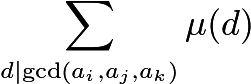 ∑ μ(d)
d|gcd(a_i,a_j,a_k)